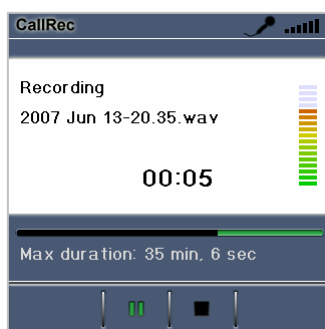 CallRec
Recording
2007 Jun 13-20.35.wav
00:05
Max duration: 35 min, 6 sec